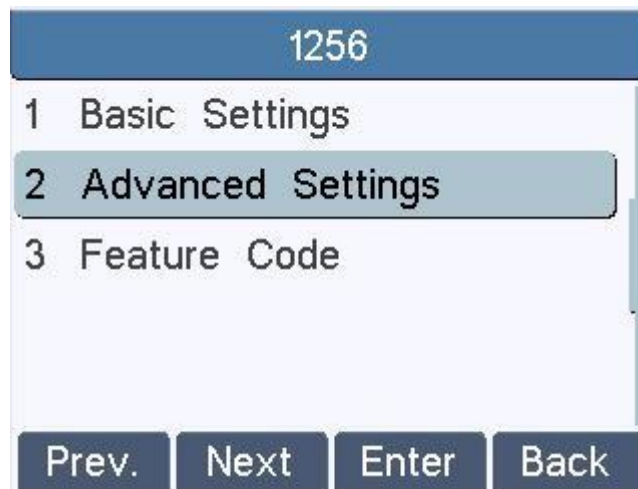 1256
1 Basic Settings
2 Advanced Settings
3 Feature Code
Prev. Next Enter Back